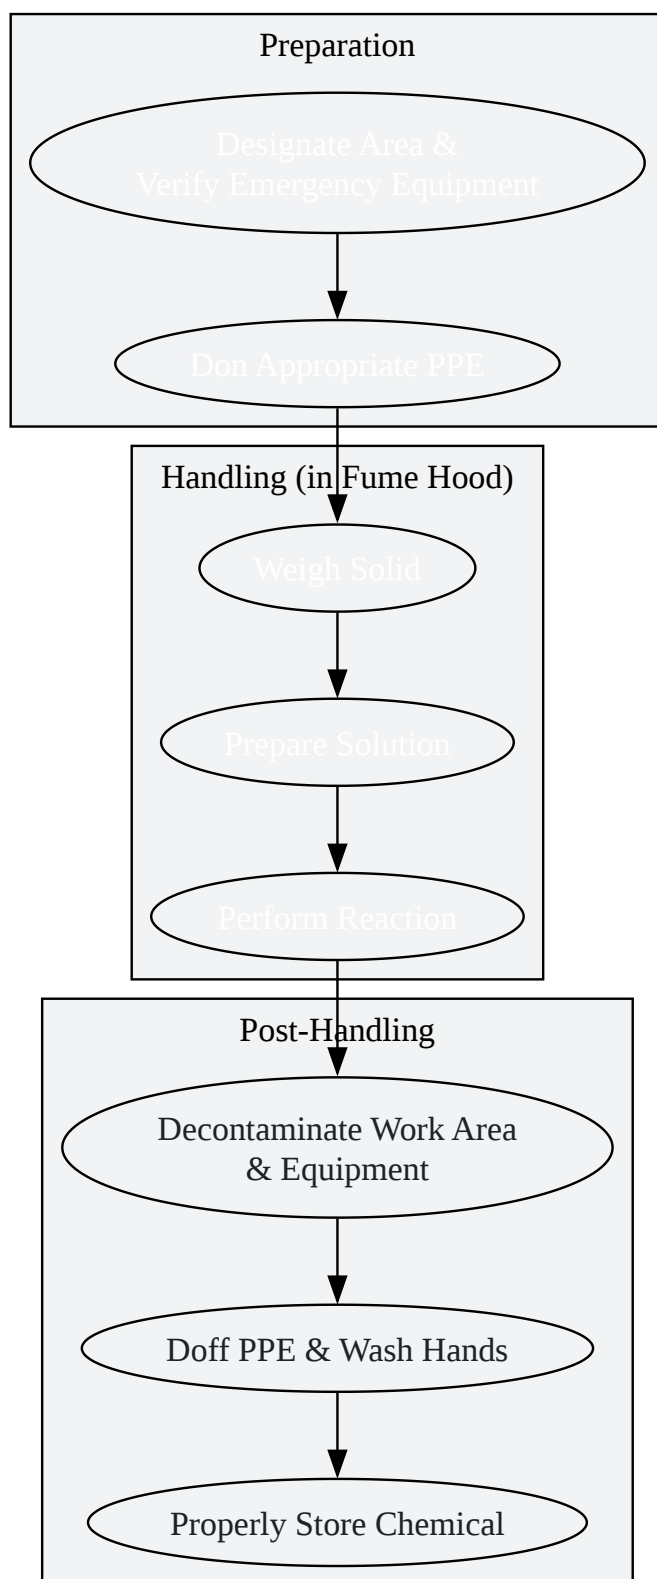 Preparation
Designate Area &
Verify Emergency Equipment
Don Appropriate PPE
Handling (in Fume Hood)
Weigh Solid
Prepare Solution
Perform Reaction
Post-Handling
Decontaminate Work Area
& Equipment
Doff PPE & Wash Hands
Properly Store Chemical